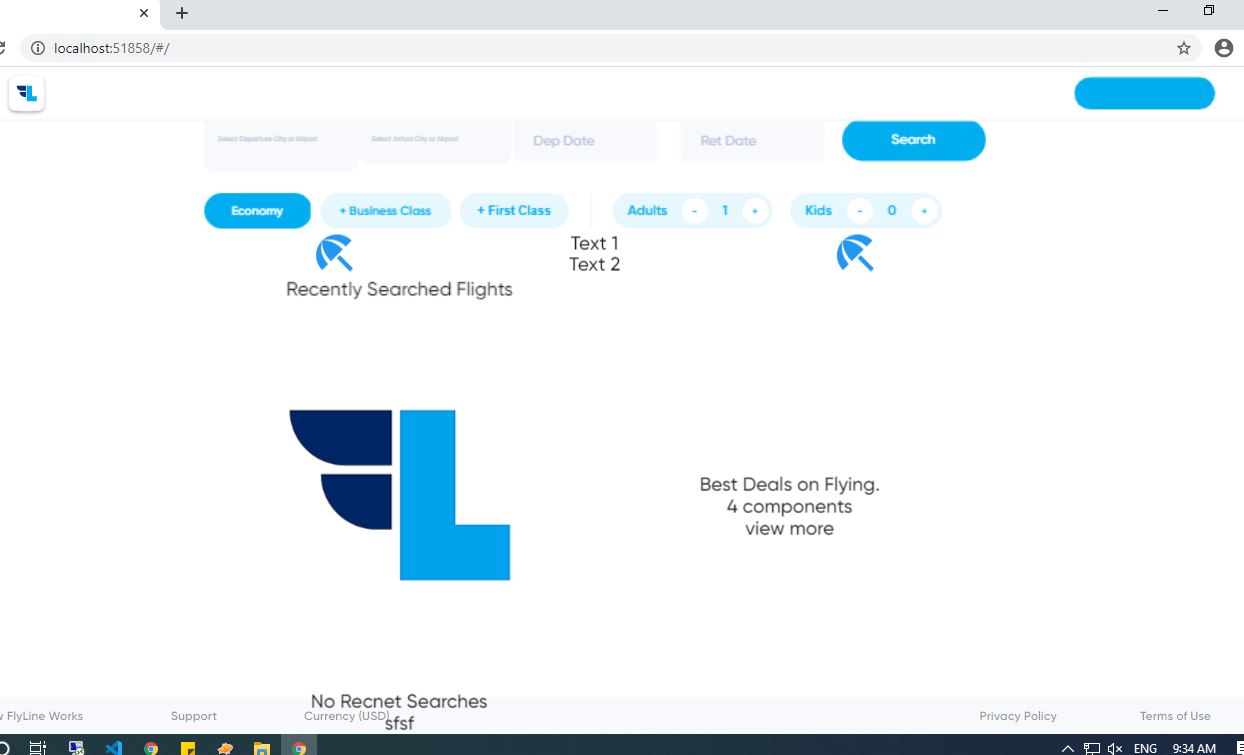 localhost:51858/#/
Select Departure City or Airport
Select Arrival City or Airport
Dep Date
Ret Date
Search
Economy
+ Business Class
+ First Class
Adults - 1 +
Kids - 0 +
Text 1
Text 2
Recently Searched Flights
Best Deals on Flying.
4 components
view more
No Recnet Searches
sfsf
FlyLine Works
Support
Currency (USD)
Privacy Policy
Terms of Use
ENG
9:34 AM